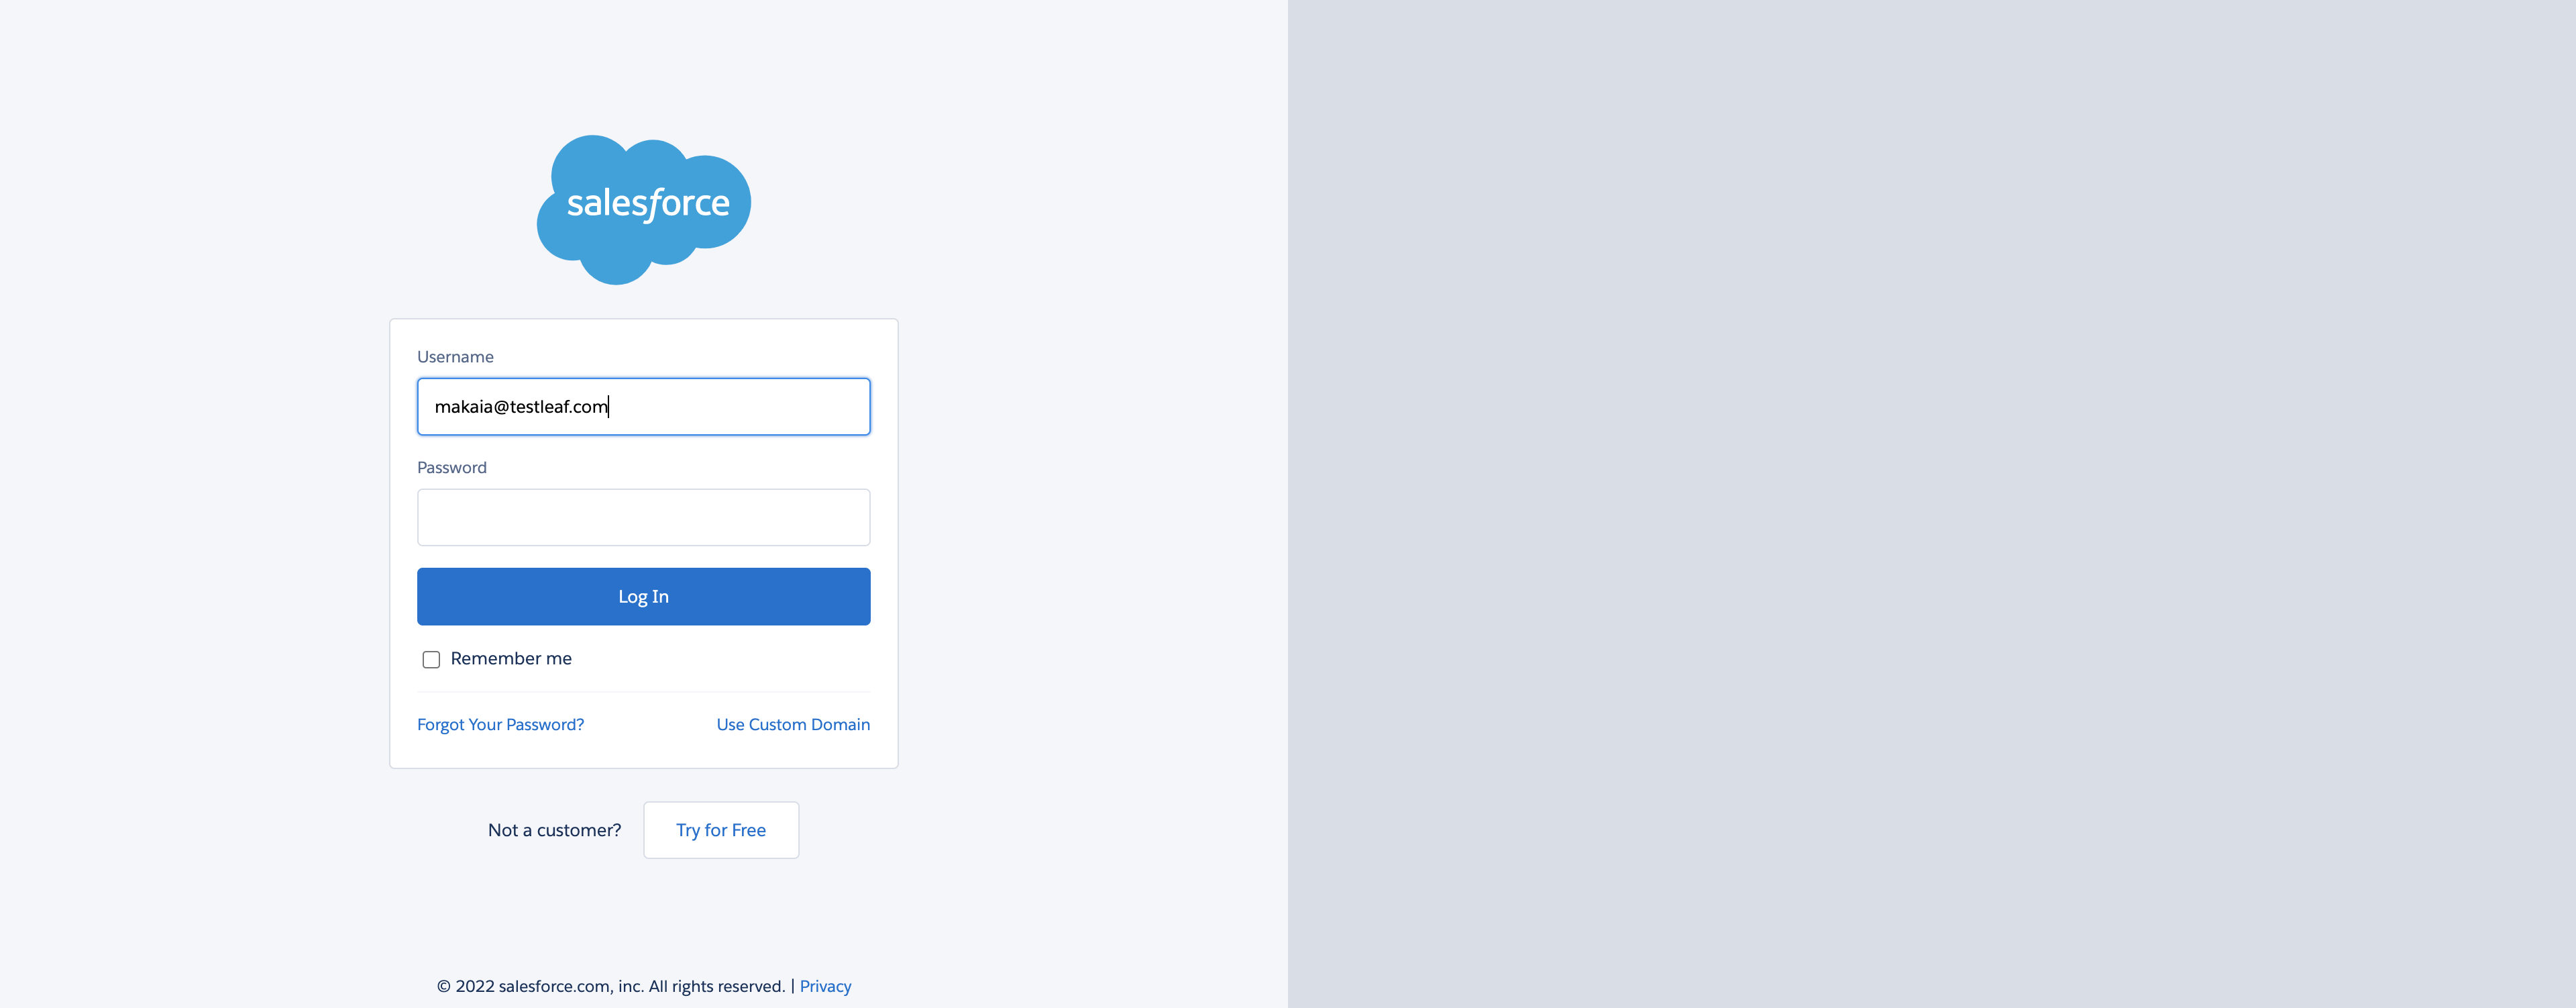 salesforce
Username
makaia@testleaf.com
Password
Log In
Remember me
Forgot Your Password? Use Custom Domain
Not a customer? Try for Free
© 2022 salesforce.com, inc. All rights reserved. | Privacy